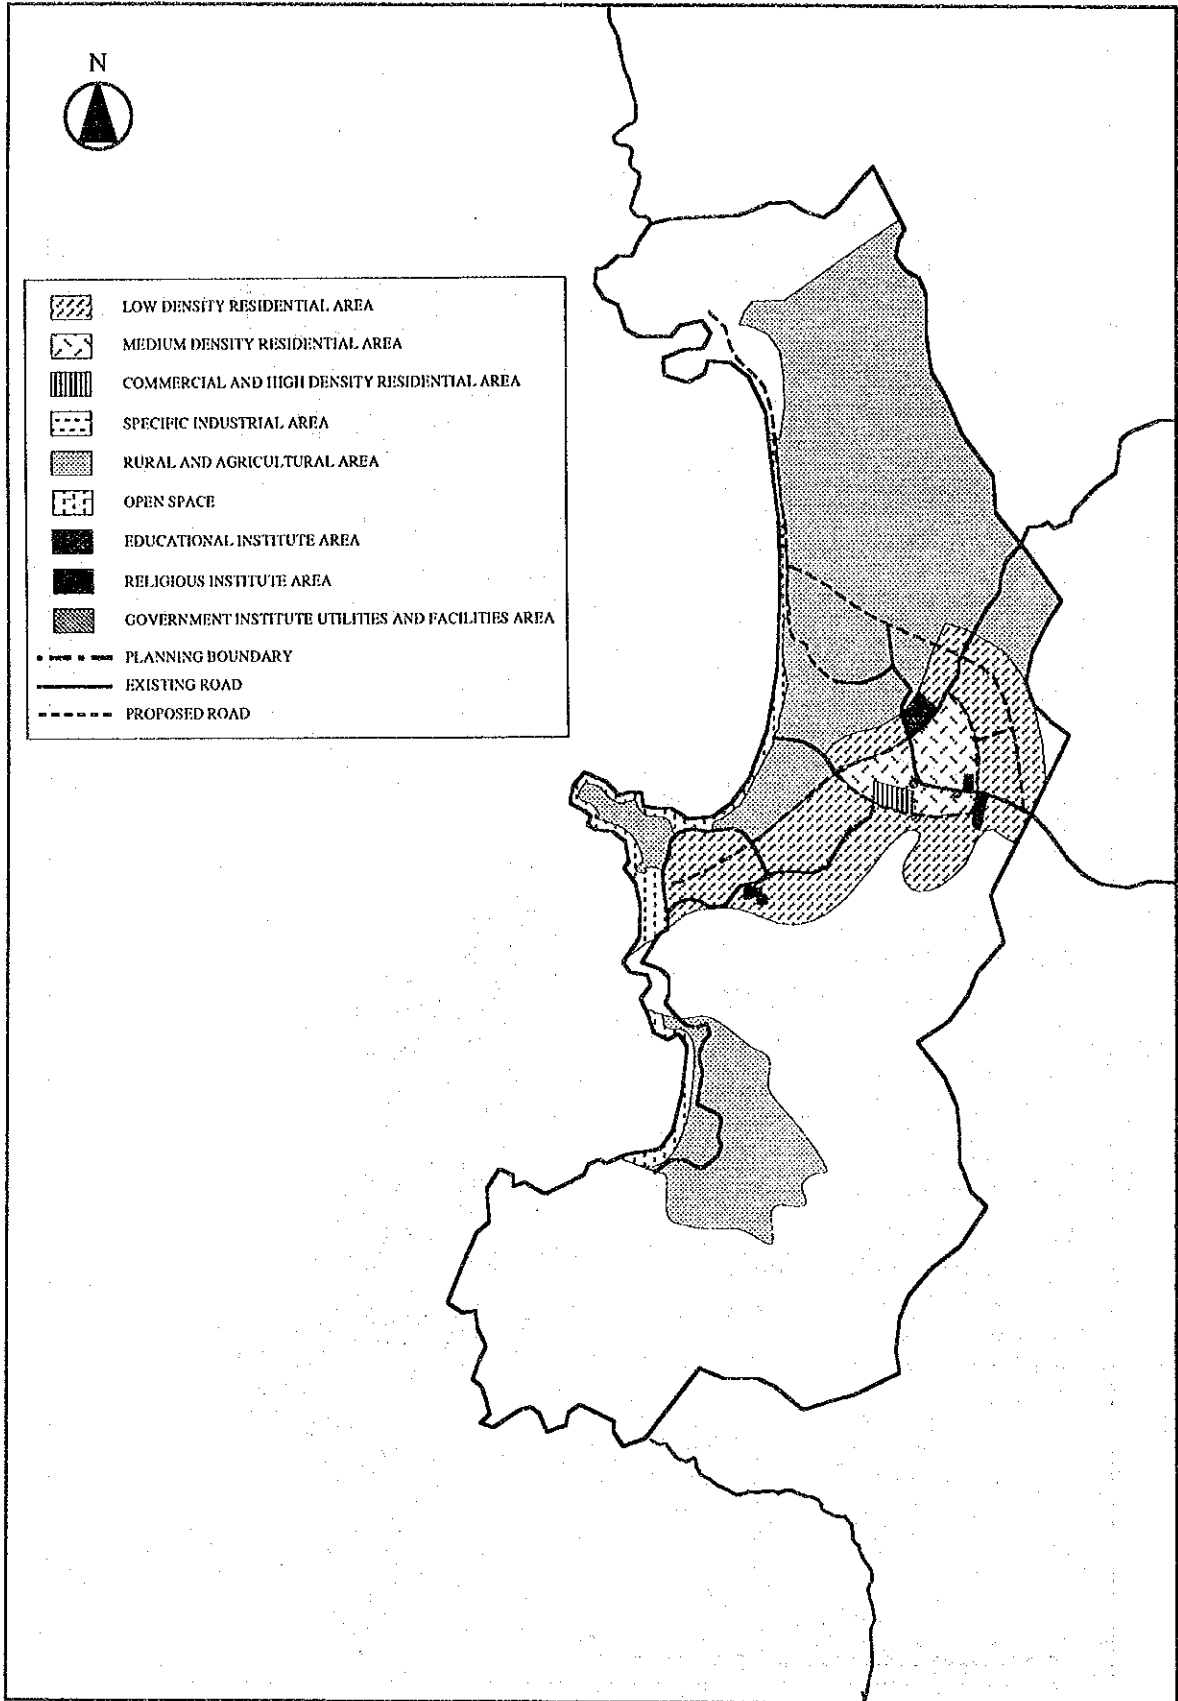 N
LOW DENSITY RESIDENTIAL AREA
MEDIUM DENSITY RESIDENTIAL AREA
COMMERCIAL AND HIGH DENSITY RESIDENTIAL AREA
SPECIFIC INDUSTRIAL AREA
RURAL AND AGRICULTURAL AREA
OPEN SPACE
EDUCATIONAL INSTITUTE AREA
RELIGIOUS INSTITUTE AREA
GOVERNMENT INSTITUTE UTILITIES AND FACILITIES AREA
PLANNING BOUNDARY
EXISTING ROAD
PROPOSED ROAD